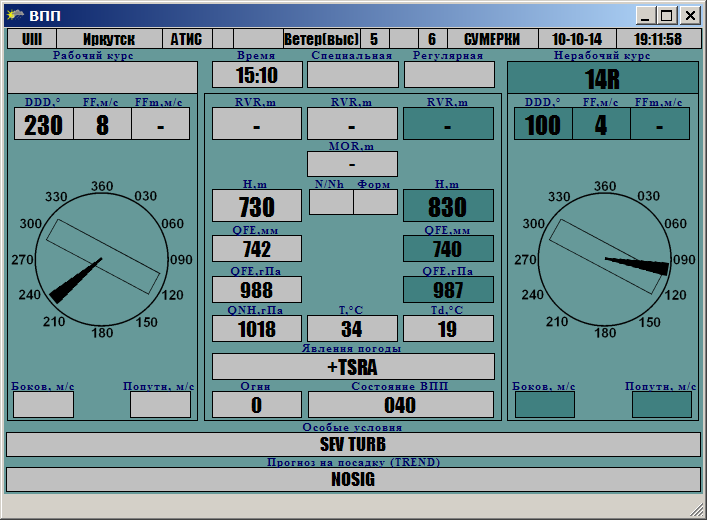 ВПП
UIII Иркутск АТИС Ветер(выс) 5 6 СУМЕРКИ 10-10-14 19:11:58
Рабочий курс Время Специальная Регулярная Нерабочий курс
15:10 14R
DDD,° FF,м/с FFm,м/с RVR,m RVR,m RVR,m DDD,° FF,м/с FFm,м/с
230 8 - - - - 100 4 -
MOR,m
-
H,m N/Nh Форм H,m
730 830
QFE,мм QFE,мм
742 740
QFE,гПа QFE,гПа
988 987
QNH,гПа T,°C Td,°C
1018 34 19
360 030 060 090 120 150 180 210 240 270 300 330
360 030 060 090 120 150 180 210 240 270 300 330
Явления погоды
+TSRA
Боков, м/с Попутн, м/с Огни Состояние ВПП Боков, м/с Попутн, м/с
0 040
Особые условия
SEV TURB
Прогноз на посадку (TREND)
NOSIG